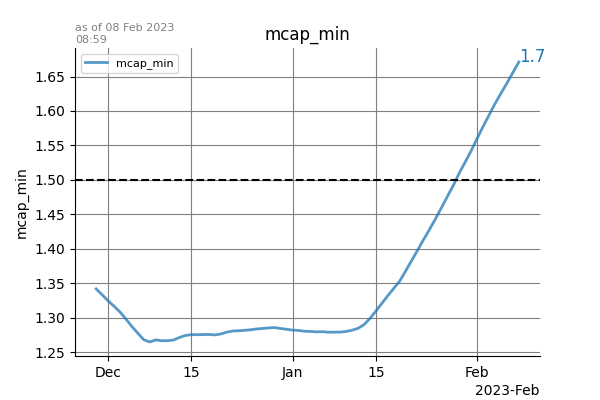 as of 08 Feb 2023
08:59
mcap_min
mcap_min
1.7
mcap_min
1.65
1.60
1.55
1.50
1.45
1.40
1.35
1.30
1.25
Dec 15 Jan 15 Feb
2023-Feb